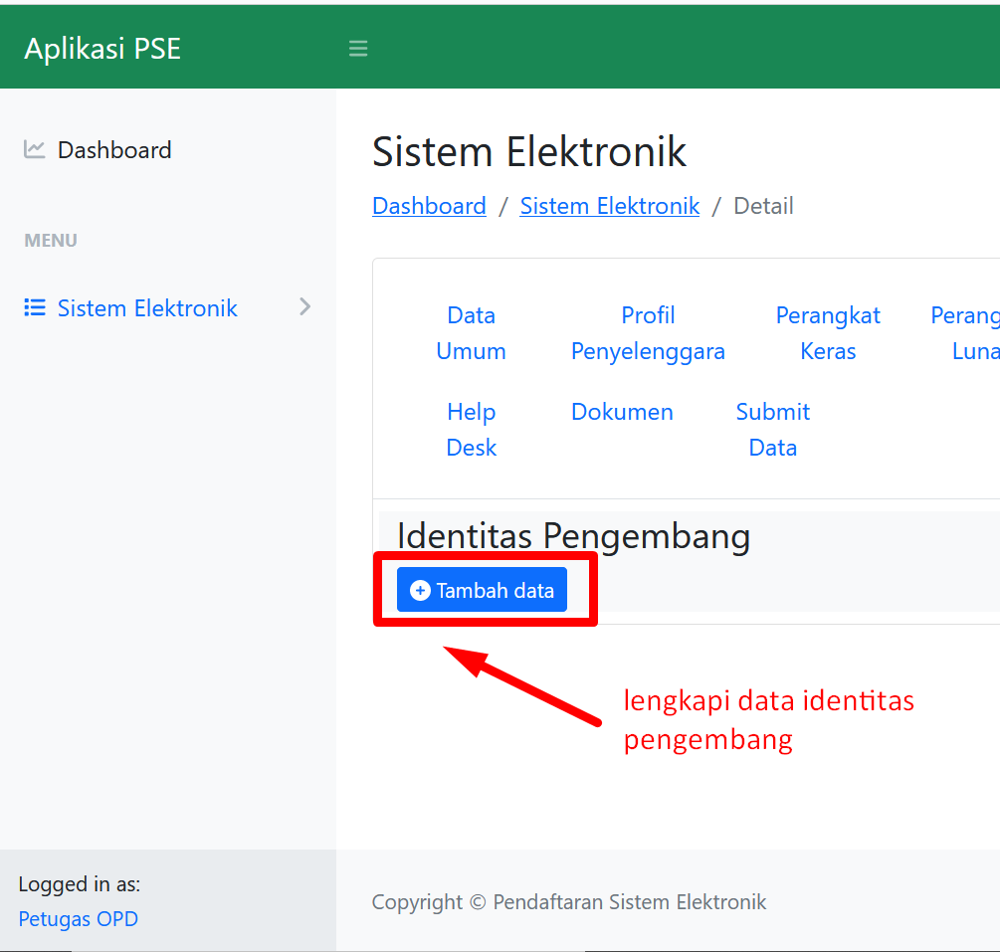 Aplikasi PSE
Dashboard
MENU
Sistem Elektronik
Sistem Elektronik
Dashboard / Sistem Elektronik / Detail
Data Umum
Profil Penyelenggara
Perangkat Keras
Help Desk
Dokumen
Submit Data
Identitas Pengembang
Tambah data
lengkapi data identitas
pengembang
Logged in as:
Petugas OPD
Copyright © Pendaftaran Sistem Elektronik